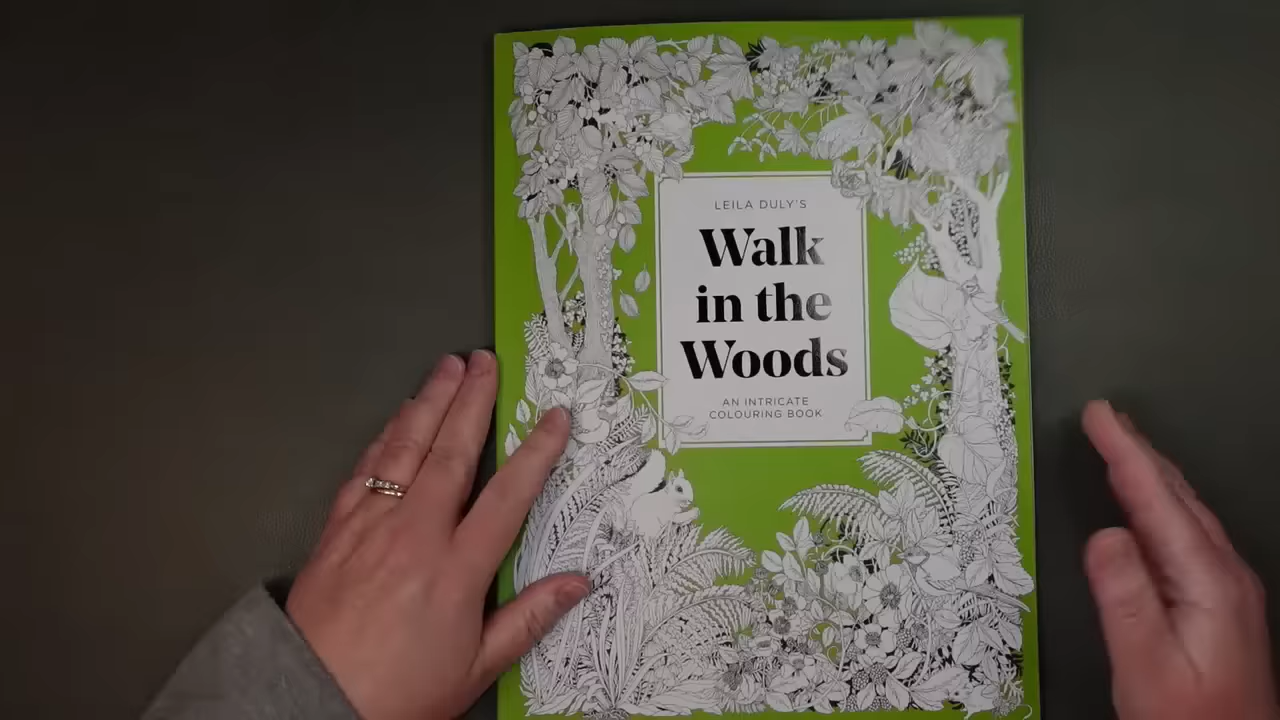 LEILA DULY'S
Walk
in the
Woods
AN INTRICATE
COLOURING BOOK